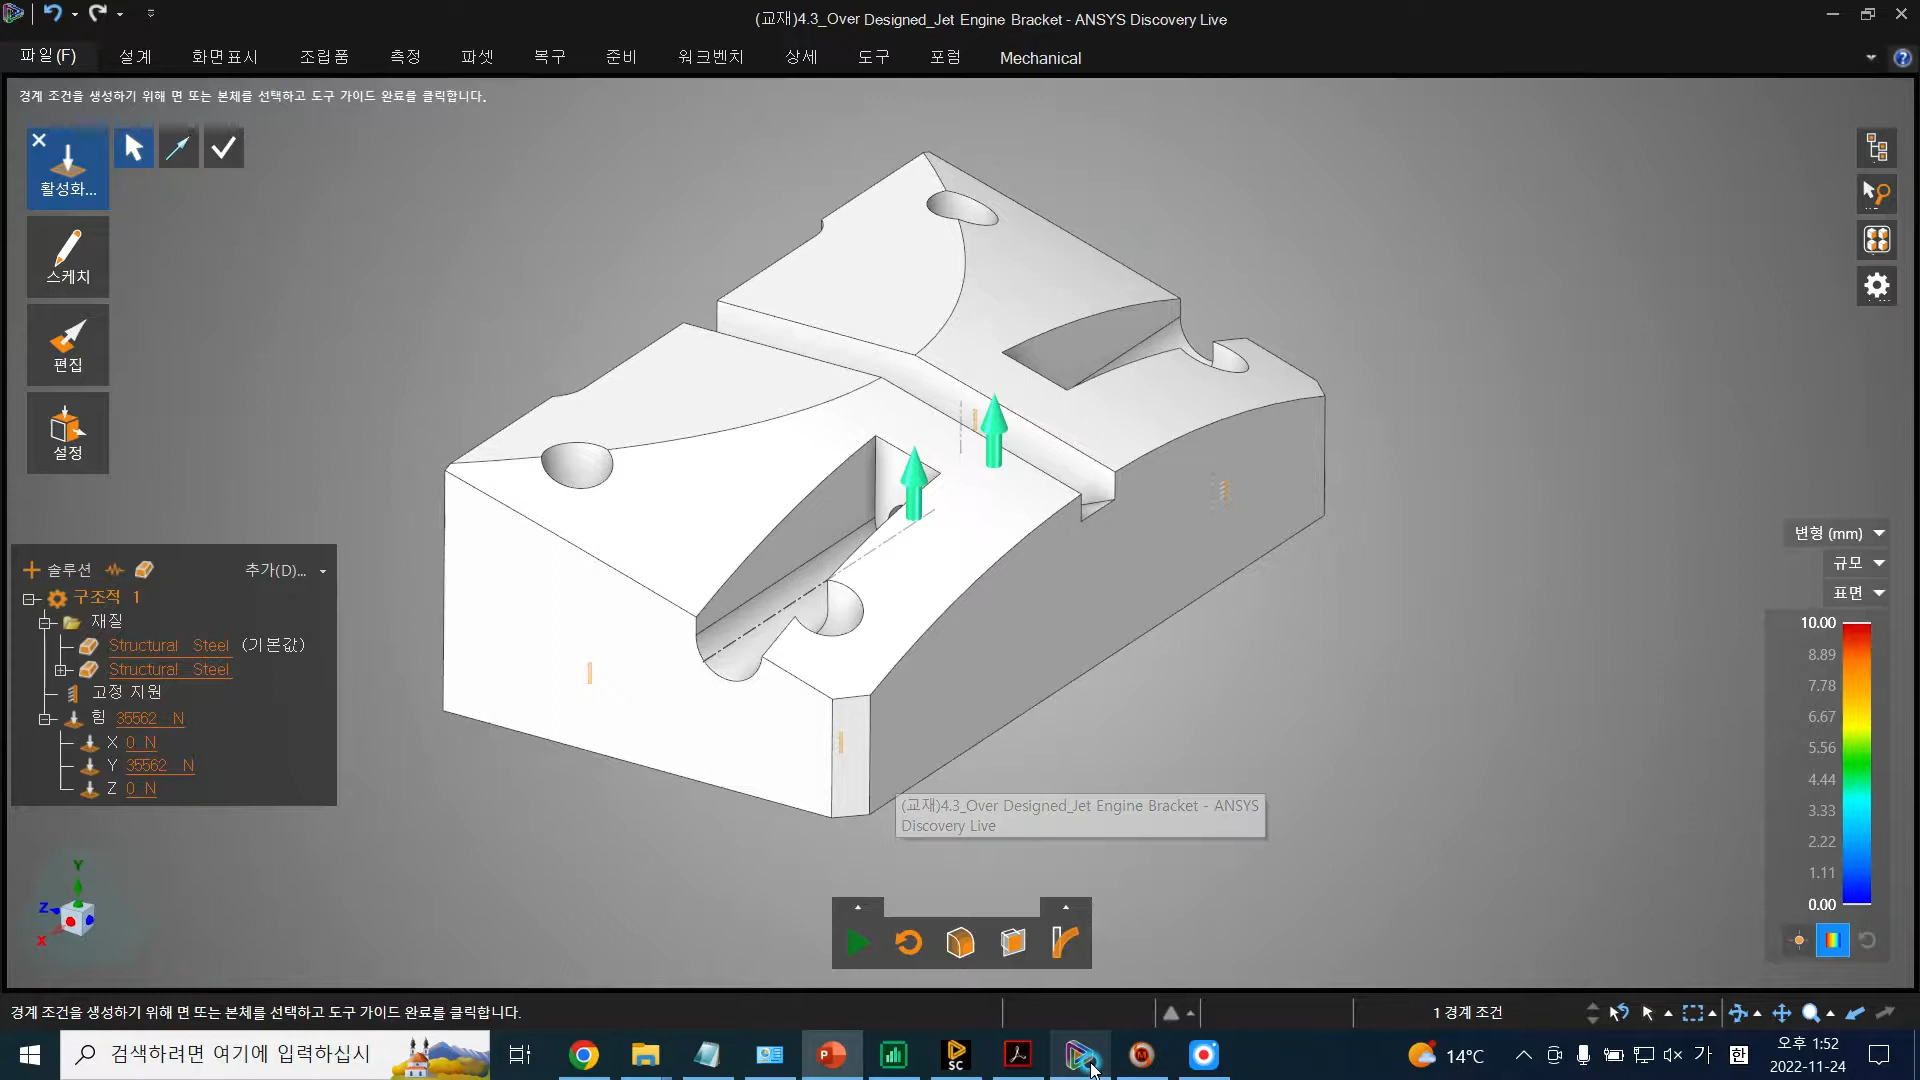 (교재)4.3_Over Designed_Jet Engine Bracket - ANSYS Discovery Live
파일(F) 설계 화면표시 조립품 측정 파셋 복구 준비 워크벤치 상세 도구 포럼 Mechanical
경계 조건을 생성하기 위해 면 또는 본체를 선택하고 도구 가이드 완료를 클릭합니다.
활성화...
스케치
편집
설정
솔루션 추가(D)...
구조적 1
재질
Structural Steel (기본값)
Structural Steel
고정 지원
힘 35562 N
X 0 N
Y 35562 N
Z 0 N
변형 (mm)
규모
표면
10.00
8.89
7.78
6.67
5.56
4.44
3.33
2.22
1.11
0.00
(교재)4.3_Over Designed_Jet Engine Bracket - ANSYS
Discovery Live
Y
Z
X
경계 조건을 생성하기 위해 면 또는 본체를 선택하고 도구 가이드 완료를 클릭합니다. 1 경계 조건
검색하려면 여기에 입력하십시
SC
14°C 가 한
오후 1:52
2022-11-24